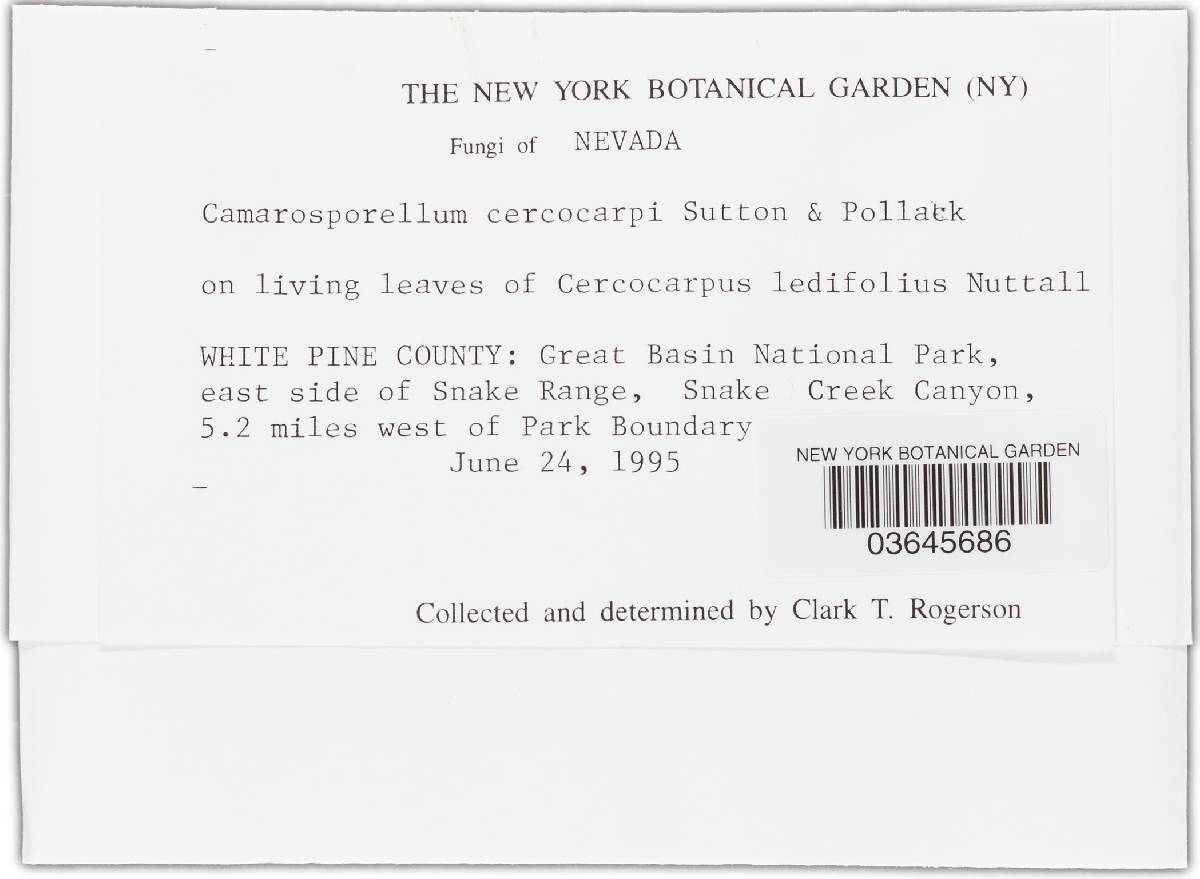 THE NEW YORK BOTANICAL GARDEN (NY)
Fungi of NEVADA
Camarosporellum cercocarpi Sutton & Pollack
on living leaves of Cercocarpus ledifolius Nuttall
WHITE PINE COUNTY: Great Basin National Park,
east side of Snake Range, Snake Creek Canyon,
5.2 miles west of Park Boundary
June 24, 1995
NEW YORK BOTANICAL GARDEN
03645686
Collected and determined by Clark T. Rogerson